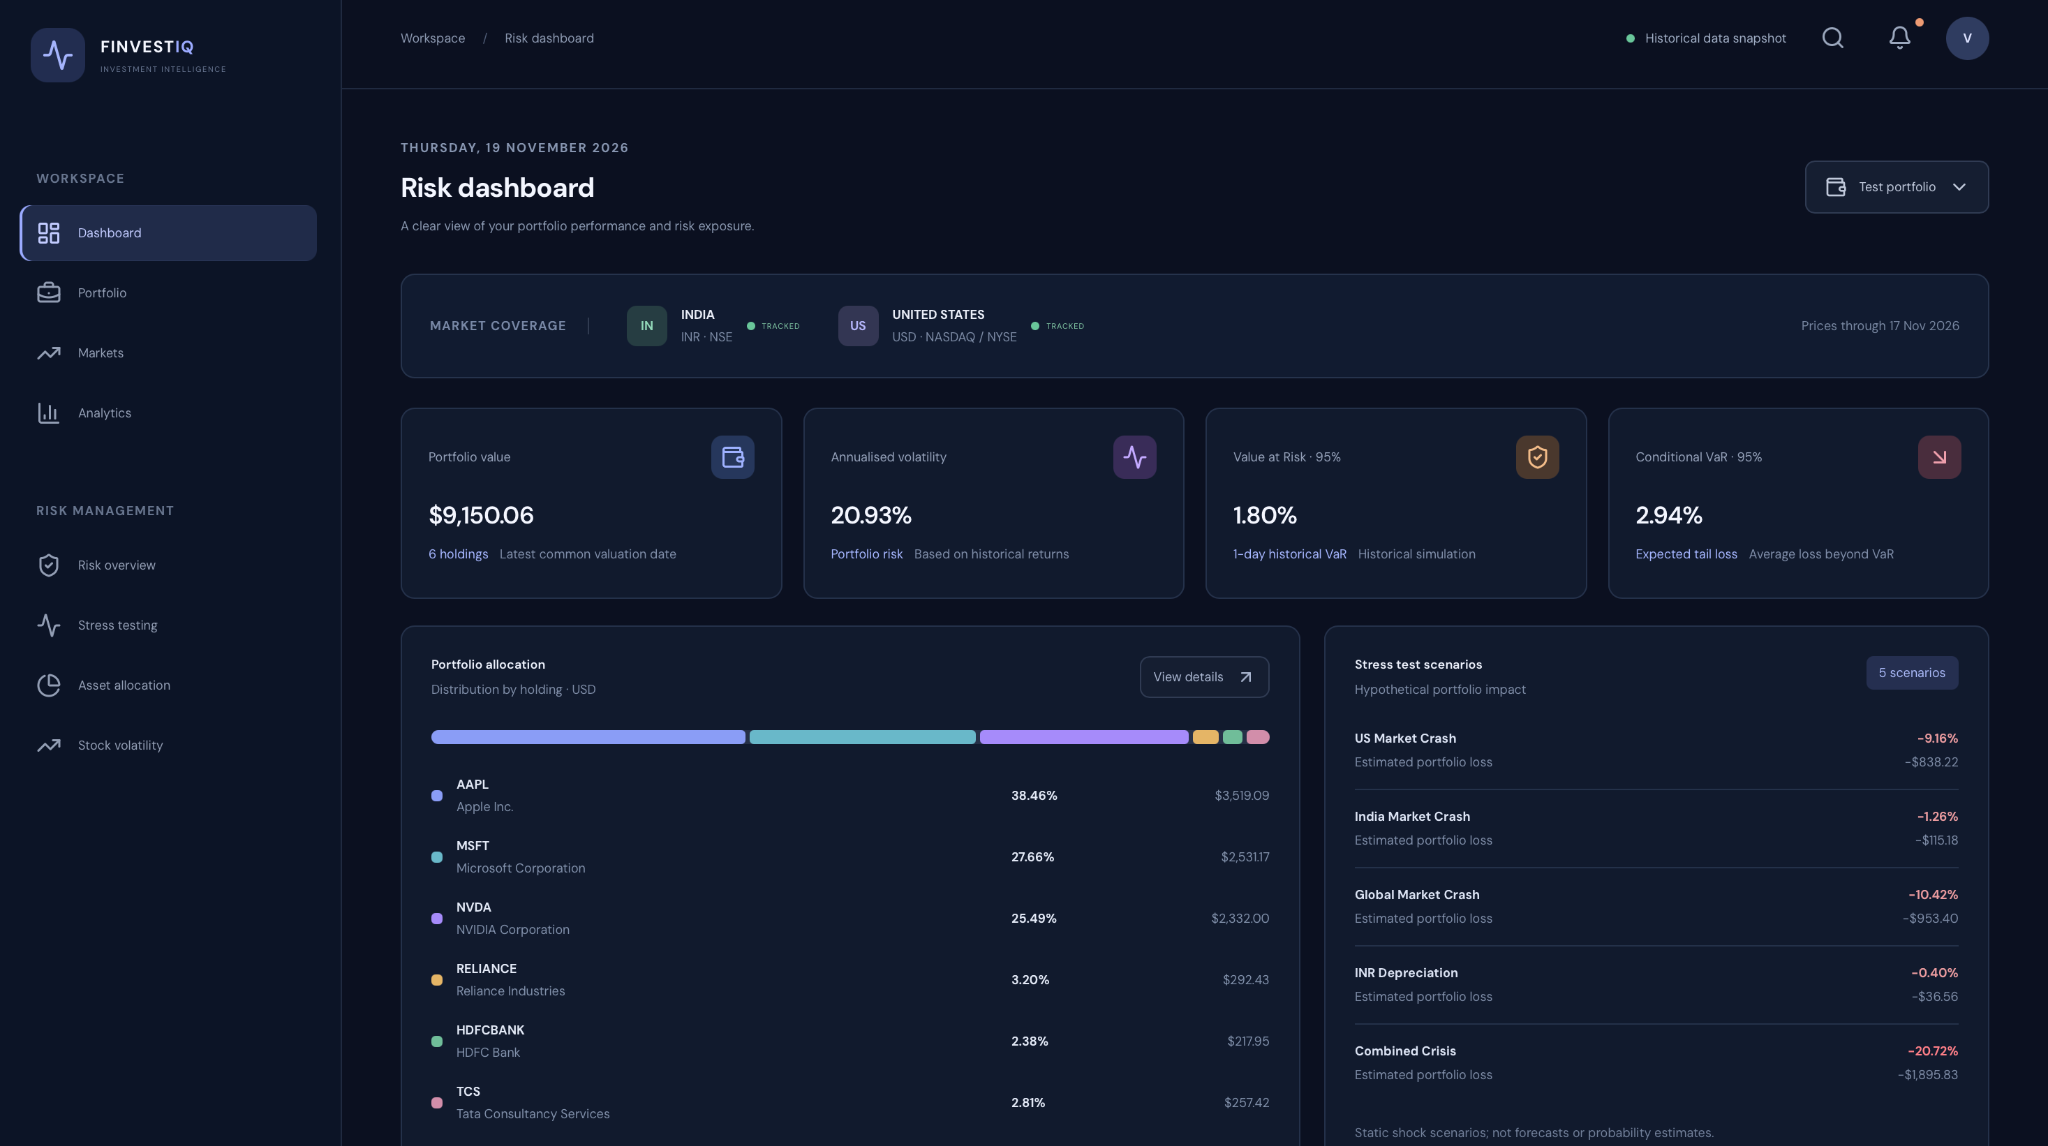 FINVESTIQ
INVESTMENT INTELLIGENCE
WORKSPACE
Dashboard
Portfolio
Markets
Analytics
RISK MANAGEMENT
Risk overview
Stress testing
Asset allocation
Stock volatility
Workspace / Risk dashboard
Historical data snapshot
V
THURSDAY, 19 NOVEMBER 2026
Risk dashboard
A clear view of your portfolio performance and risk exposure.
Test portfolio
MARKET COVERAGE
IN
INDIA
INR · NSE
TRACKED
US
UNITED STATES
USD · NASDAQ / NYSE
TRACKED
Prices through 17 Nov 2026
Portfolio value
$9,150.06
6 holdings Latest common valuation date
Annualised volatility
20.93%
Portfolio risk Based on historical returns
Value at Risk · 95%
1.80%
1-day historical VaR Historical simulation
Conditional VaR · 95%
2.94%
Expected tail loss Average loss beyond VaR
Portfolio allocation
Distribution by holding · USD
View details
AAPL
Apple Inc.
38.46%
$3,519.09
MSFT
Microsoft Corporation
27.66%
$2,531.17
NVDA
NVIDIA Corporation
25.49%
$2,332.00
RELIANCE
Reliance Industries
3.20%
$292.43
HDFCBANK
HDFC Bank
2.38%
$217.95
TCS
Tata Consultancy Services
2.81%
$257.42
Stress test scenarios
Hypothetical portfolio impact
5 scenarios
US Market Crash
-9.16%
Estimated portfolio loss
-$838.22
India Market Crash
-1.26%
Estimated portfolio loss
-$115.18
Global Market Crash
-10.42%
Estimated portfolio loss
-$953.40
INR Depreciation
-0.40%
Estimated portfolio loss
-$36.56
Combined Crisis
-20.72%
Estimated portfolio loss
-$1,895.83
Static shock scenarios; not forecasts or probability estimates.